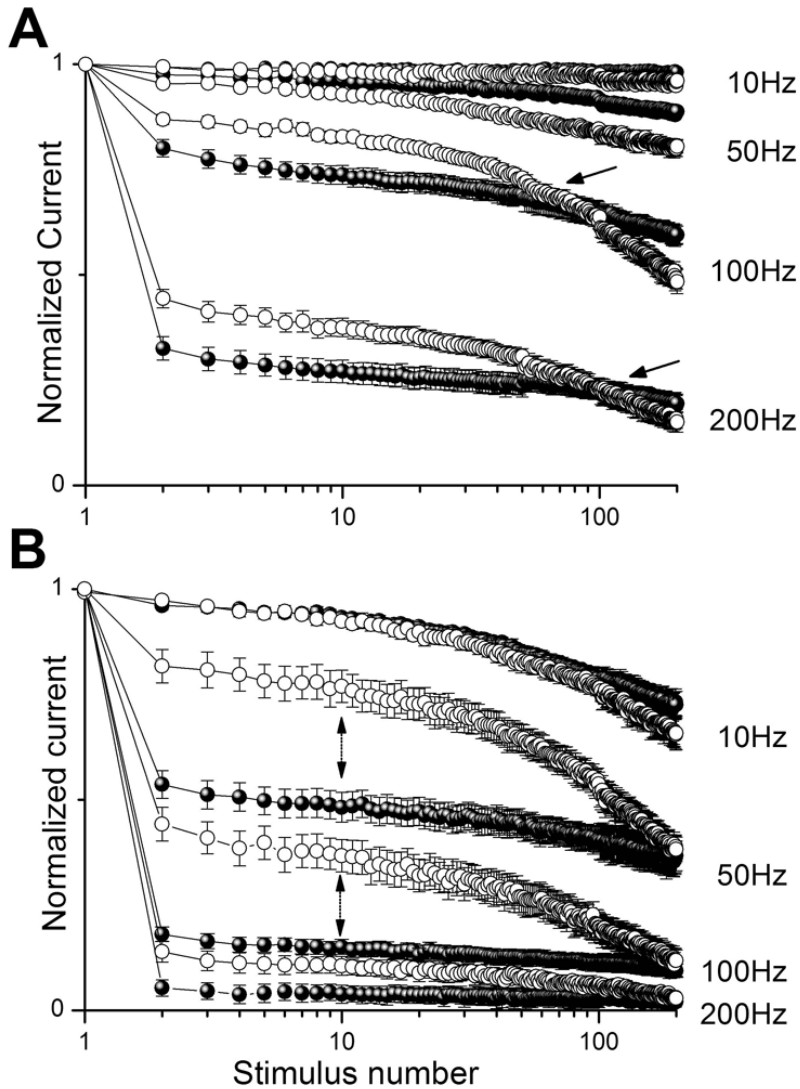 A
1
10Hz
50Hz
100Hz
200Hz
0
Normalized Current
1
10
100
B
1
10Hz
50Hz
100Hz
200Hz
0
Normalized current
1
10
100
Stimulus number